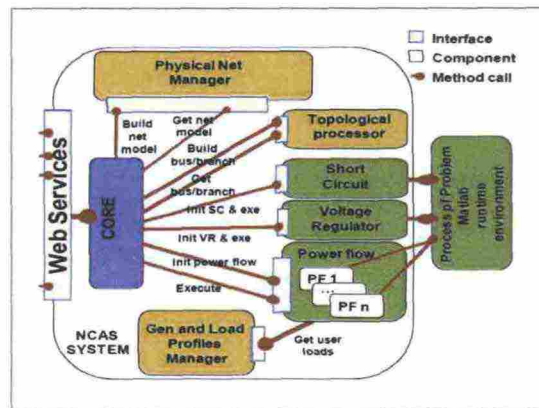 Physical Net
Manager
Interface
Component
Method call
Web Services
CORE
Build
net
model
Get net
model
Build
bus/branch
Get
bus/branch
Init SC & exe
Init VR & exe
Init power flow
Execute
Topological
processor
Short
Circuit
Voltage
Regulator
Power flow
PF 1
...
PF n
Process of Problem
Matlab
runtime
environment
NCAS
SYSTEM
Gen and Load
Profiles
Manager
Get user
loads